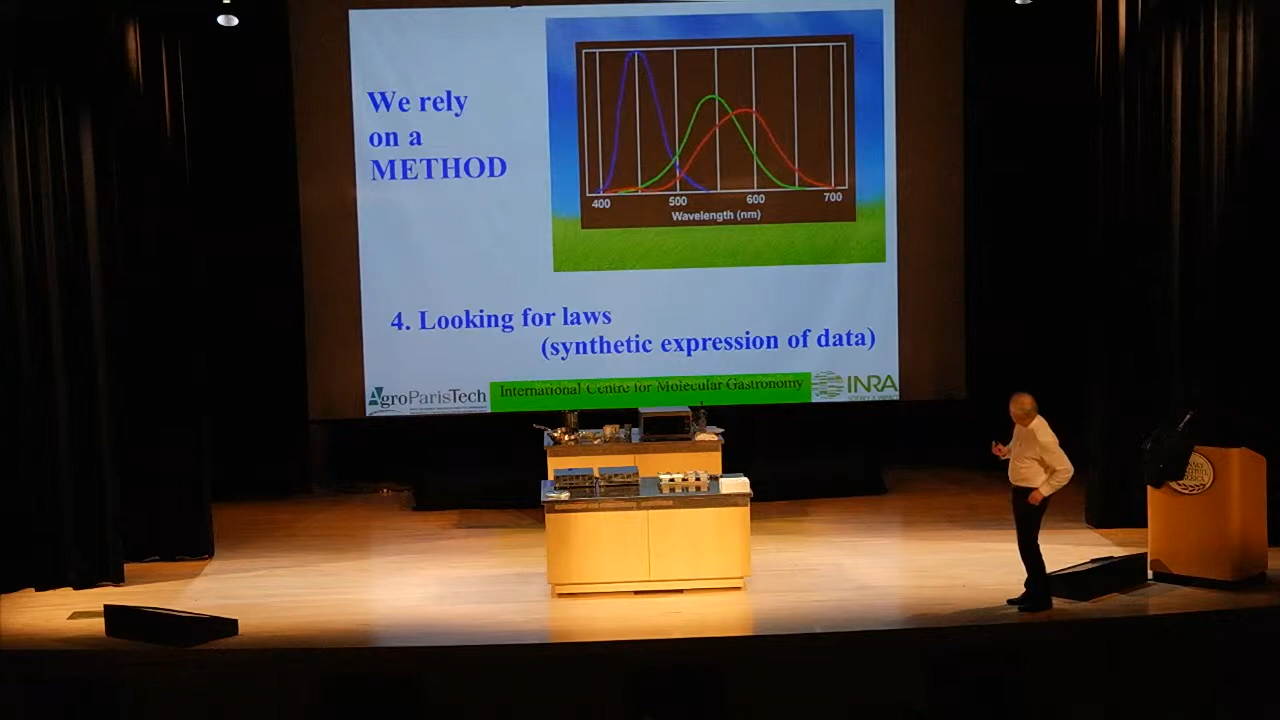 We rely
on a
METHOD
400 500 600 700
Wavelength (nm)
4. Looking for laws
(synthetic expression of data)
AgroParisTech
International Centre for Molecular Gastronomy
INRA